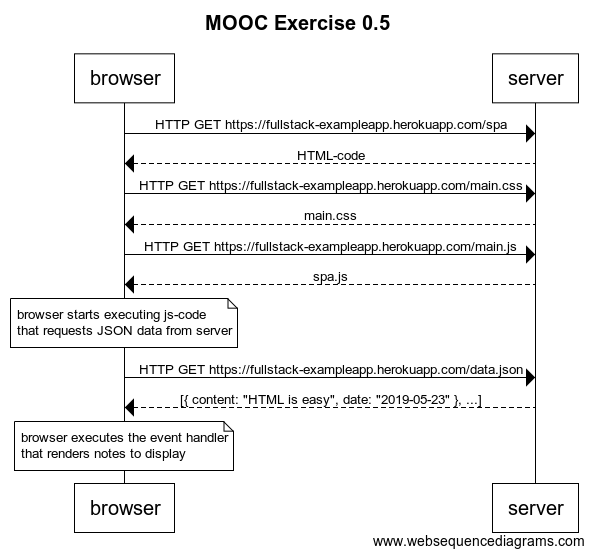 MOOC Exercise 0.5
browser
server
HTTP GET https://fullstack-exampleapp.herokuapp.com/spa
HTML-code
HTTP GET https://fullstack-exampleapp.herokuapp.com/main.css
main.css
HTTP GET https://fullstack-exampleapp.herokuapp.com/main.js
spa.js
browser starts executing js-code
that requests JSON data from server
HTTP GET https://fullstack-exampleapp.herokuapp.com/data.json
[{ content: "HTML is easy", date: "2019-05-23" }, ...]
browser executes the event handler
that renders notes to display
browser
server
www.websequencediagrams.com